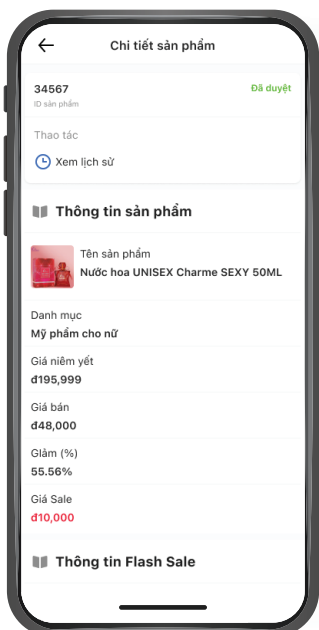 Chi tiết sản phẩm
34567
Đã duyệt
ID sản phẩm
Thao tác
Xem lịch sử
Thông tin sản phẩm
Tên sản phẩm
Nước hoa UNISEX Charme SEXY 50ML
Danh mục
Mỹ phẩm cho nữ
Giá niêm yết
đ195,999
Giá bán
đ48,000
Giảm (%)
55.56%
Giá Sale
đ10,000
Thông tin Flash Sale